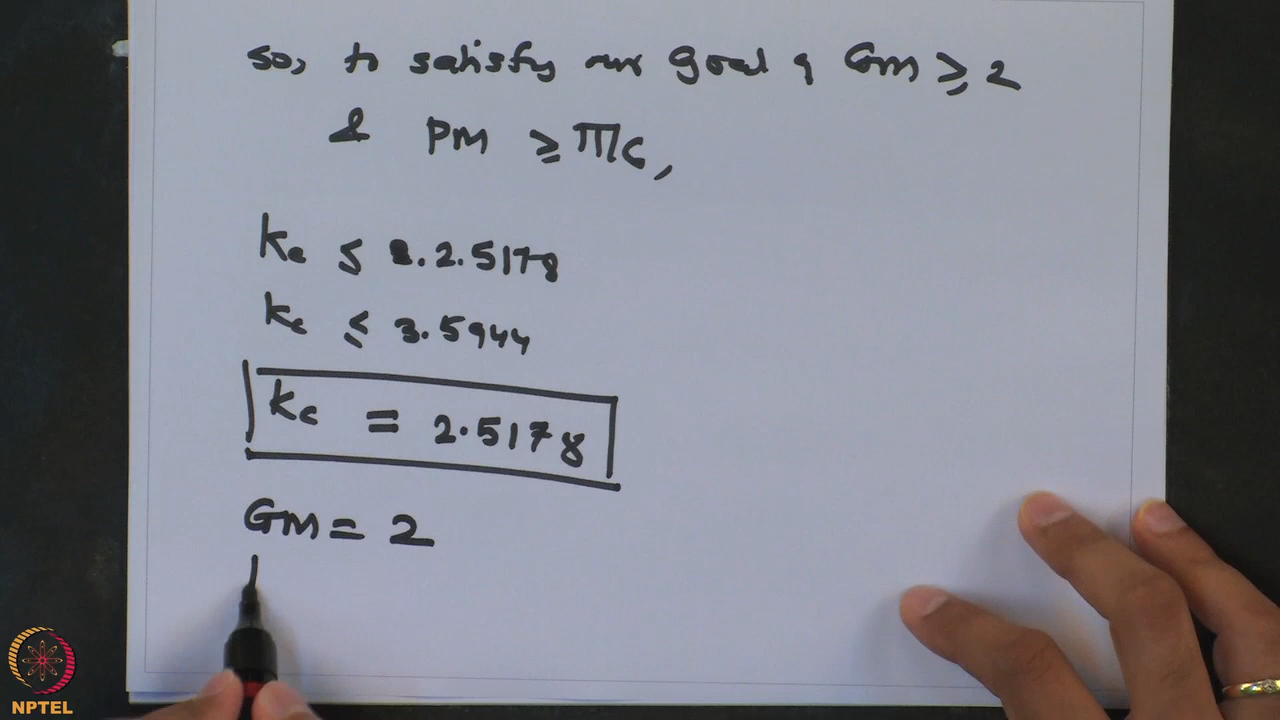 so, to satisfy our goal of GM ≥ 2
& PM ≥ π/6,
kc ≤ 2.5178
kc ≤ 3.5944
kc = 2.5178
GM = 2
NPTEL